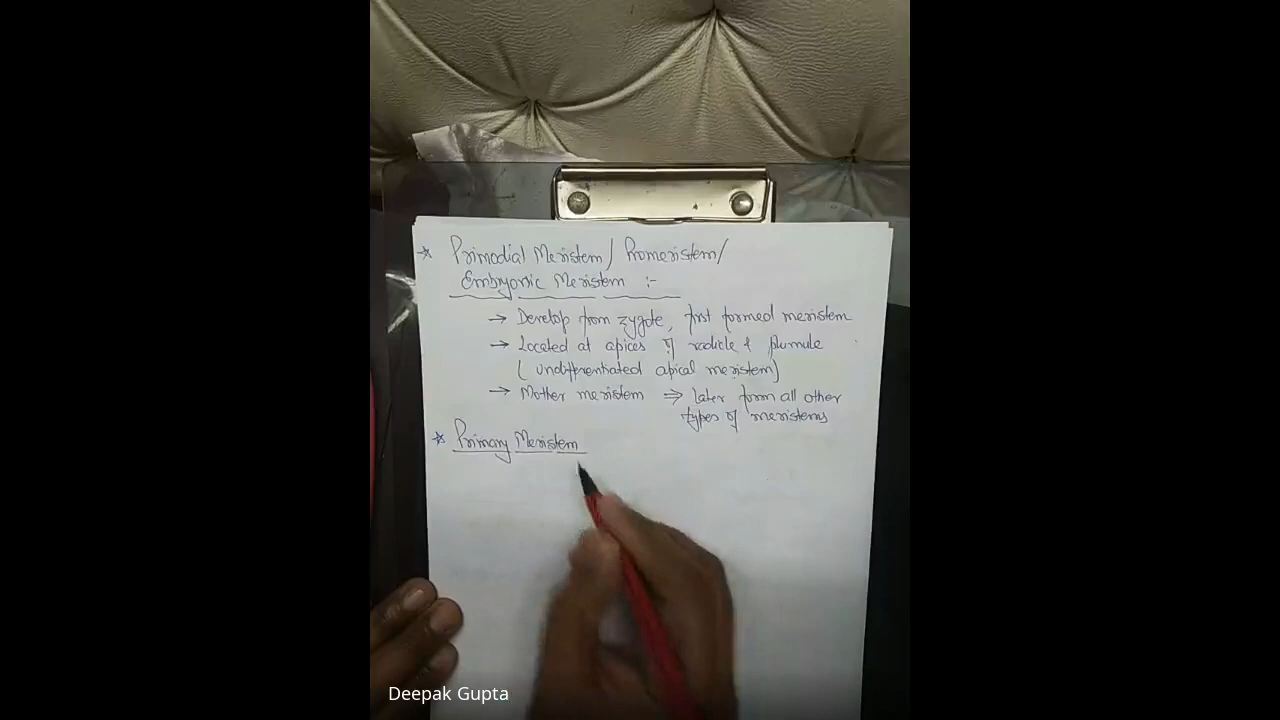 ☆ Primodial Meristem / Promeristem /
Embryonic Meristem :-
→ Develop from zygote, first formed meristem
→ Located at apices of radicle & plumule
( undifferentiated apical meristem)
→ Mother meristem ⇒ Later form all other
types of meristems
☆ Primary Meristem
Deepak Gupta